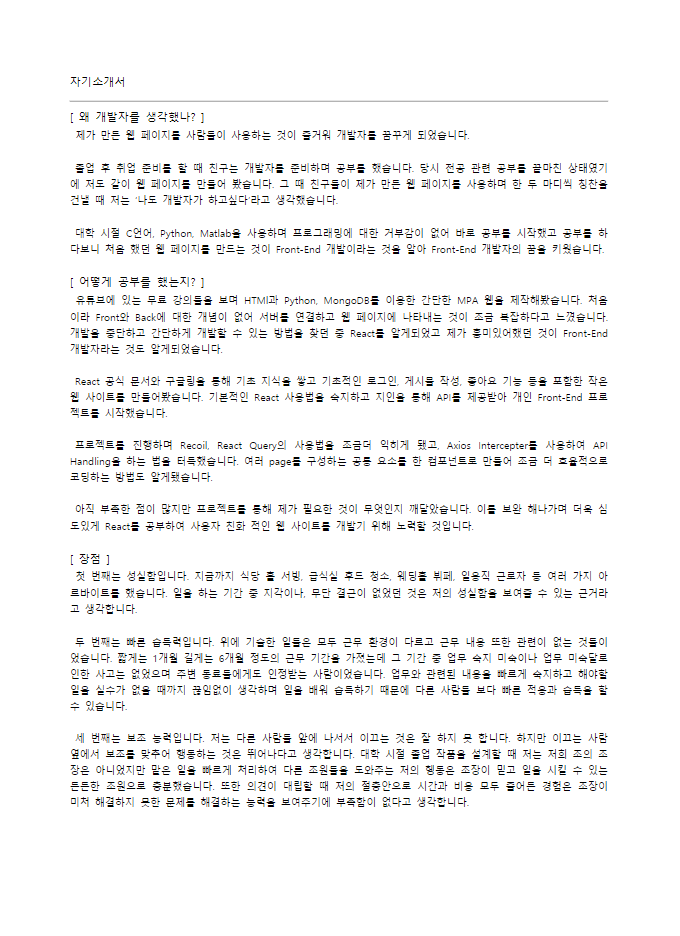 자기소개서
[ 왜 개발자를 생각했나? ]
제가 만든 웹 페이지를 사람들이 사용하는 것이 즐거워 개발자를 꿈꾸게 되었습니다.
졸업 후 취업 준비를 할 때 친구는 개발자를 준비하며 공부를 했습니다. 당시 전공 관련 공부를 끝마친 상태였기
에 저도 같이 웹 페이지를 만들어 봤습니다. 그 때 친구들이 제가 만든 웹 페이지를 사용하며 한 두 마디씩 칭찬을
건낼 때 저는 '나도 개발자가 하고싶다'라고 생각했습니다.
대학 시절 C언어, Python, Matlab을 사용하며 프로그래밍에 대한 거부감이 없어 바로 공부를 시작했고 공부를 하
다보니 처음 했던 웹 페이지를 만드는 것이 Front-End 개발이라는 것을 알아 Front-End 개발자의 꿈을 키웠습니다.
[ 어떻게 공부를 했는지? ]
유튜브에 있는 무료 강의들을 보며 HTMl과 Python, MongoDB를 이용한 간단한 MPA 웹을 제작해봤습니다. 처음
이라 Front와 Back에 대한 개념이 없어 서버를 연결하고 웹 페이지에 나타내는 것이 조금 복잡하다고 느꼈습니다.
개발을 중단하고 간단하게 개발할 수 있는 방법을 찾던 중 React를 알게되었고 제가 흥미있어했던 것이 Front-End
개발자라는 것도 알게되었습니다.
React 공식 문서와 구글링을 통해 기초 지식을 쌓고 기초적인 로그인, 게시물 작성, 좋아요 기능 등을 포함한 작은
웹 사이트를 만들어봤습니다. 기본적인 React 사용법을 숙지하고 지인을 통해 API를 제공받아 개인 Front-End 프로
젝트를 시작했습니다.
프로젝트를 진행하며 Recoil, React Query의 사용법을 조금더 익히게 됐고, Axios Intercepter를 사용하여 API
Handling을 하는 법을 터득했습니다. 여러 page를 구성하는 공통 요소를 한 컴포넌트로 만들어 조금 더 효율적으로
코딩하는 방법도 알게됐습니다.
아직 부족한 점이 많지만 프로젝트를 통해 제가 필요한 것이 무엇인지 깨달았습니다. 이를 보완 해나가며 더욱 심
도있게 React를 공부하여 사용자 친화 적인 웹 사이트를 개발기 위해 노력할 것입니다.
[ 장점 ]
첫 번째는 성실함입니다. 지금까지 식당 홀 서빙, 급식실 후드 청소, 웨딩홀 뷔페, 일용직 근로자 등 여러 가지 아
르바이트를 했습니다. 일을 하는 기간 중 지각이나, 무단 결근이 없었던 것은 저의 성실함을 보여줄 수 있는 근거라
고 생각합니다.
두 번째는 빠른 습득력입니다. 위에 기술한 일들은 모두 근무 환경이 다르고 근무 내용 또한 관련이 없는 것들이
었습니다. 짧게는 1개월 길게는 6개월 정도의 근무 기간을 가졌는데 그 기간 중 업무 숙지 미숙이나 업무 미숙달로
인한 사고는 없었으며 주변 동료들에게도 인정받는 사람이었습니다. 업무와 관련된 내용을 빠르게 숙지하고 해야할
일을 실수가 없을 때까지 끊임없이 생각하며 일을 배워 습득하기 때문에 다른 사람들 보다 빠른 적응과 습득을 할
수 있습니다.
세 번째는 보조 능력입니다. 저는 다른 사람들 앞에 나서서 이끄는 것은 잘 하지 못 합니다. 하지만 이끄는 사람
옆에서 보조를 맞추어 행동하는 것은 뛰어나다고 생각합니다. 대학 시절 졸업 작품을 설계할 때 저는 저희 조의 조
장은 아니었지만 맡은 일을 빠르게 처리하여 다른 조원들을 도와주는 저의 행동은 조장이 믿고 일을 시킬 수 있는
든든한 조원으로 충분했습니다. 또한 의견이 대립할 때 저의 절충안으로 시간과 비용 모두 줄어든 경험은 조장이
미처 해결하지 못한 문제를 해결하는 능력을 보여주기에 부족함이 없다고 생각합니다.